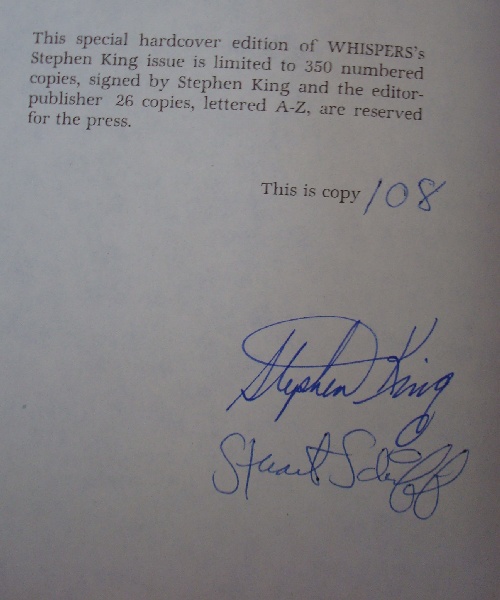 This special hardcover edition of WHISPERS's
Stephen King issue is limited to 350 numbered
copies, signed by Stephen King and the editor-
publisher 26 copies, lettered A-Z, are reserved
for the press.
This is copy 108
Stephen King
Stuart Schiff